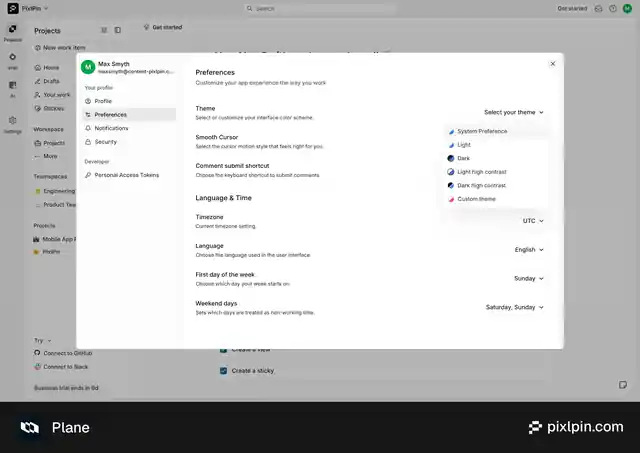 PixlPin
Search
Get started
M
Projects
Projects
Wiki
AI
Settings
New work item
Home
Drafts
Your work
Stickies
Workspace
Projects
More
Teamspaces
Engineering
Product Team
Projects
Mobile App
PixlPin
Try
Connect to GitHub
Connect to Slack
Business trial ends in 9d
Get started
M
Max Smyth
maxsmyth@content-pixlpin.c...
Your profile
Profile
Preferences
Notifications
Security
Developer
Personal Access Tokens
Preferences
Customize your app experience the way you work
Theme
Select or customize your interface color scheme.
Select your theme
System Preference
Light
Dark
Light high contrast
Dark high contrast
Custom theme
Smooth Cursor
Select the cursor motion style that feels right for you.
Comment submit shortcut
Choose the keyboard shortcut to submit comments.
Language & Time
Timezone
Current timezone setting.
UTC
Language
Choose the language used in the user interface
English
First day of the week
Choose which day your week starts on.
Sunday
Weekend days
Sets which days are treated as non-working time.
Saturday, Sunday
Create a view
Create a sticky
Plane
pixlpin.com